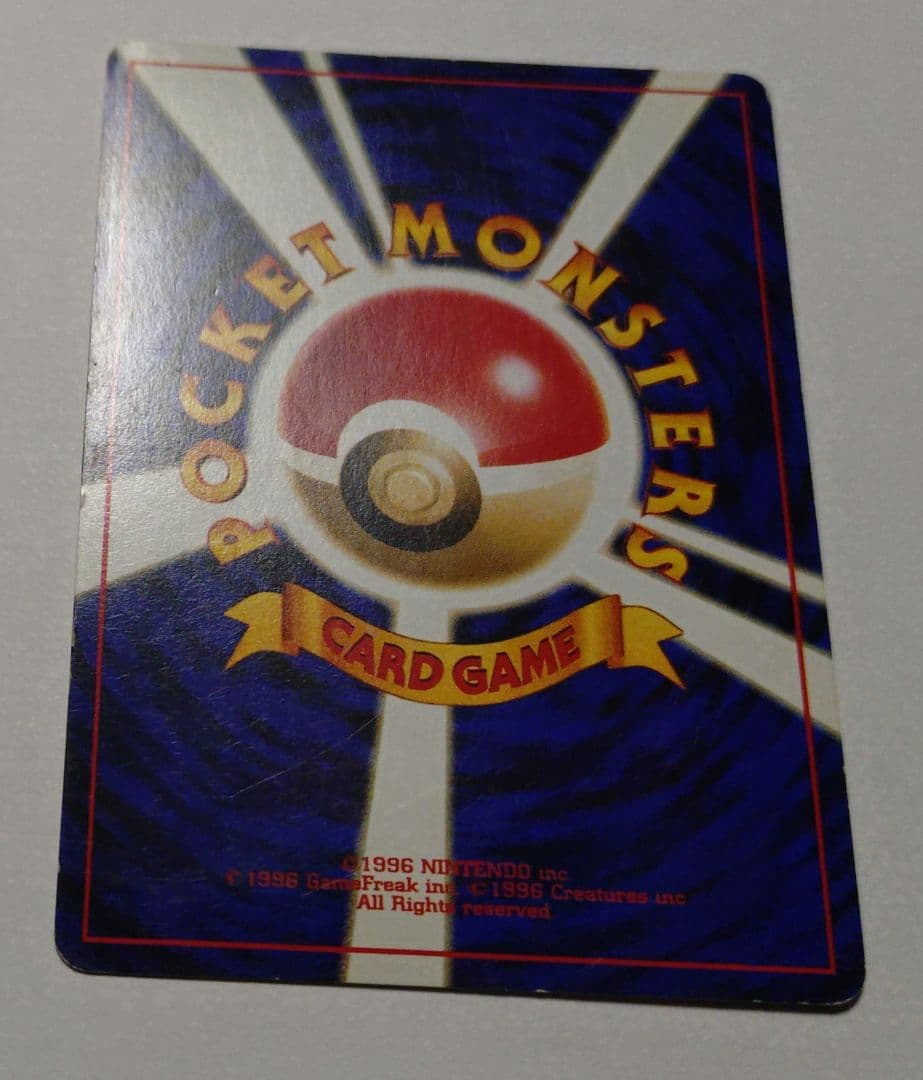 POCKET MONSTERS
CARD GAME
©1996 NINTENDO inc
©1996 GameFreak inc ©1996 Creatures inc
All Rights reserved